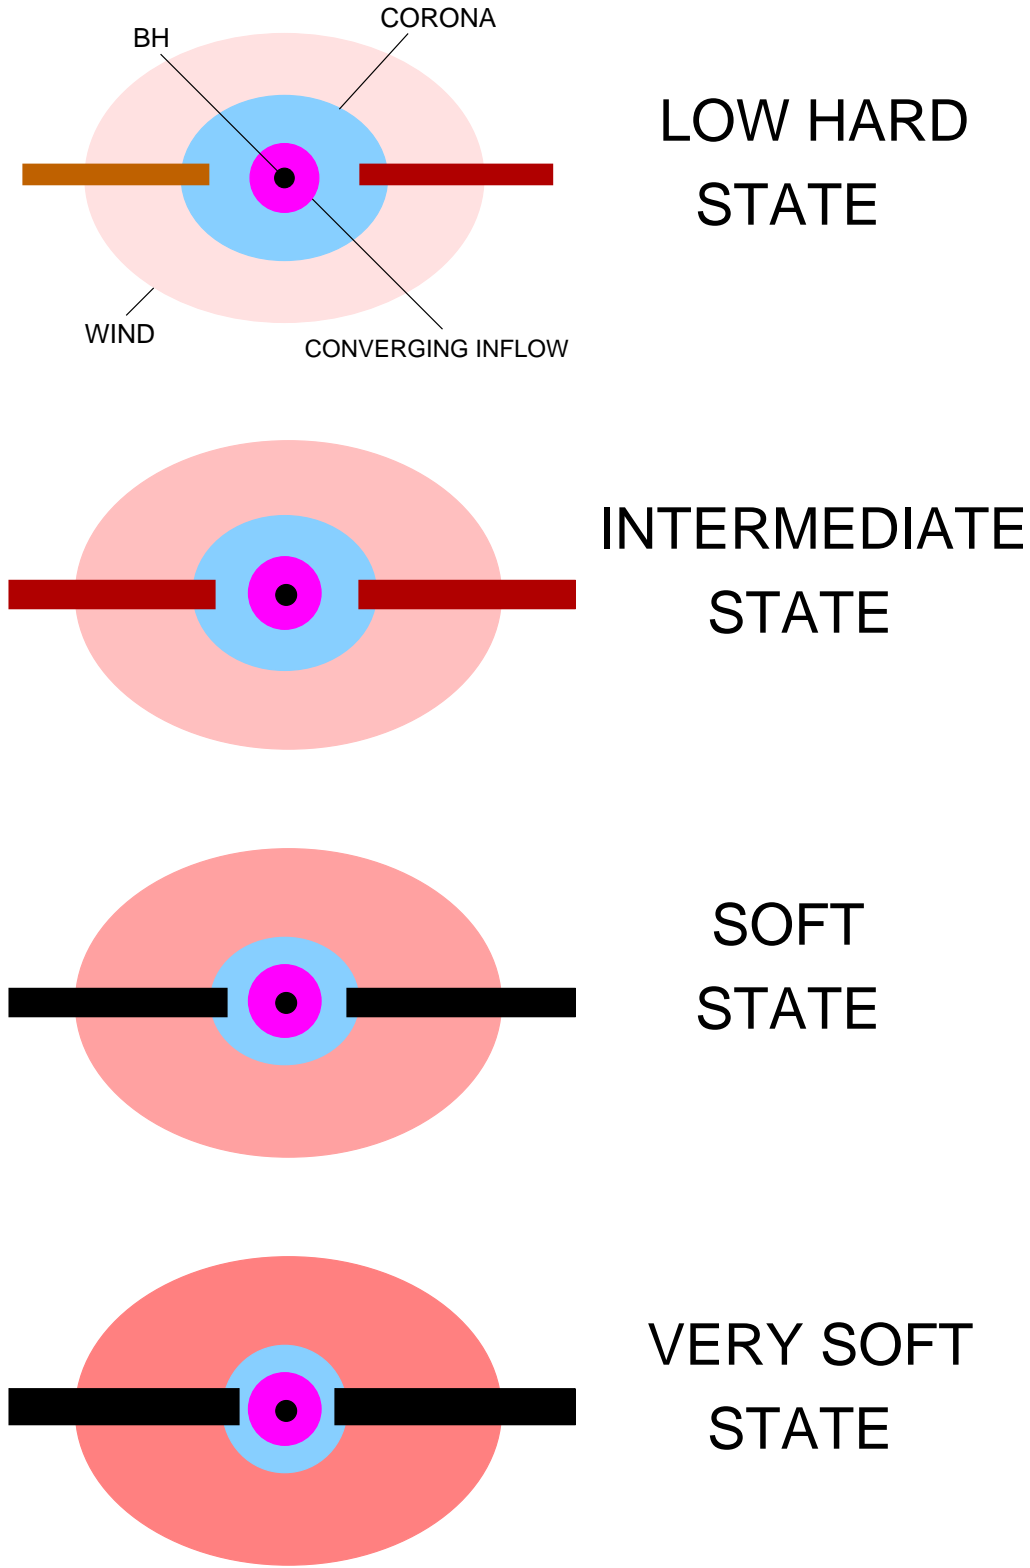 BH
CORONA
WIND
CONVERGING INFLOW
LOW HARD
STATE
INTERMEDIATE
STATE
SOFT
STATE
VERY SOFT
STATE